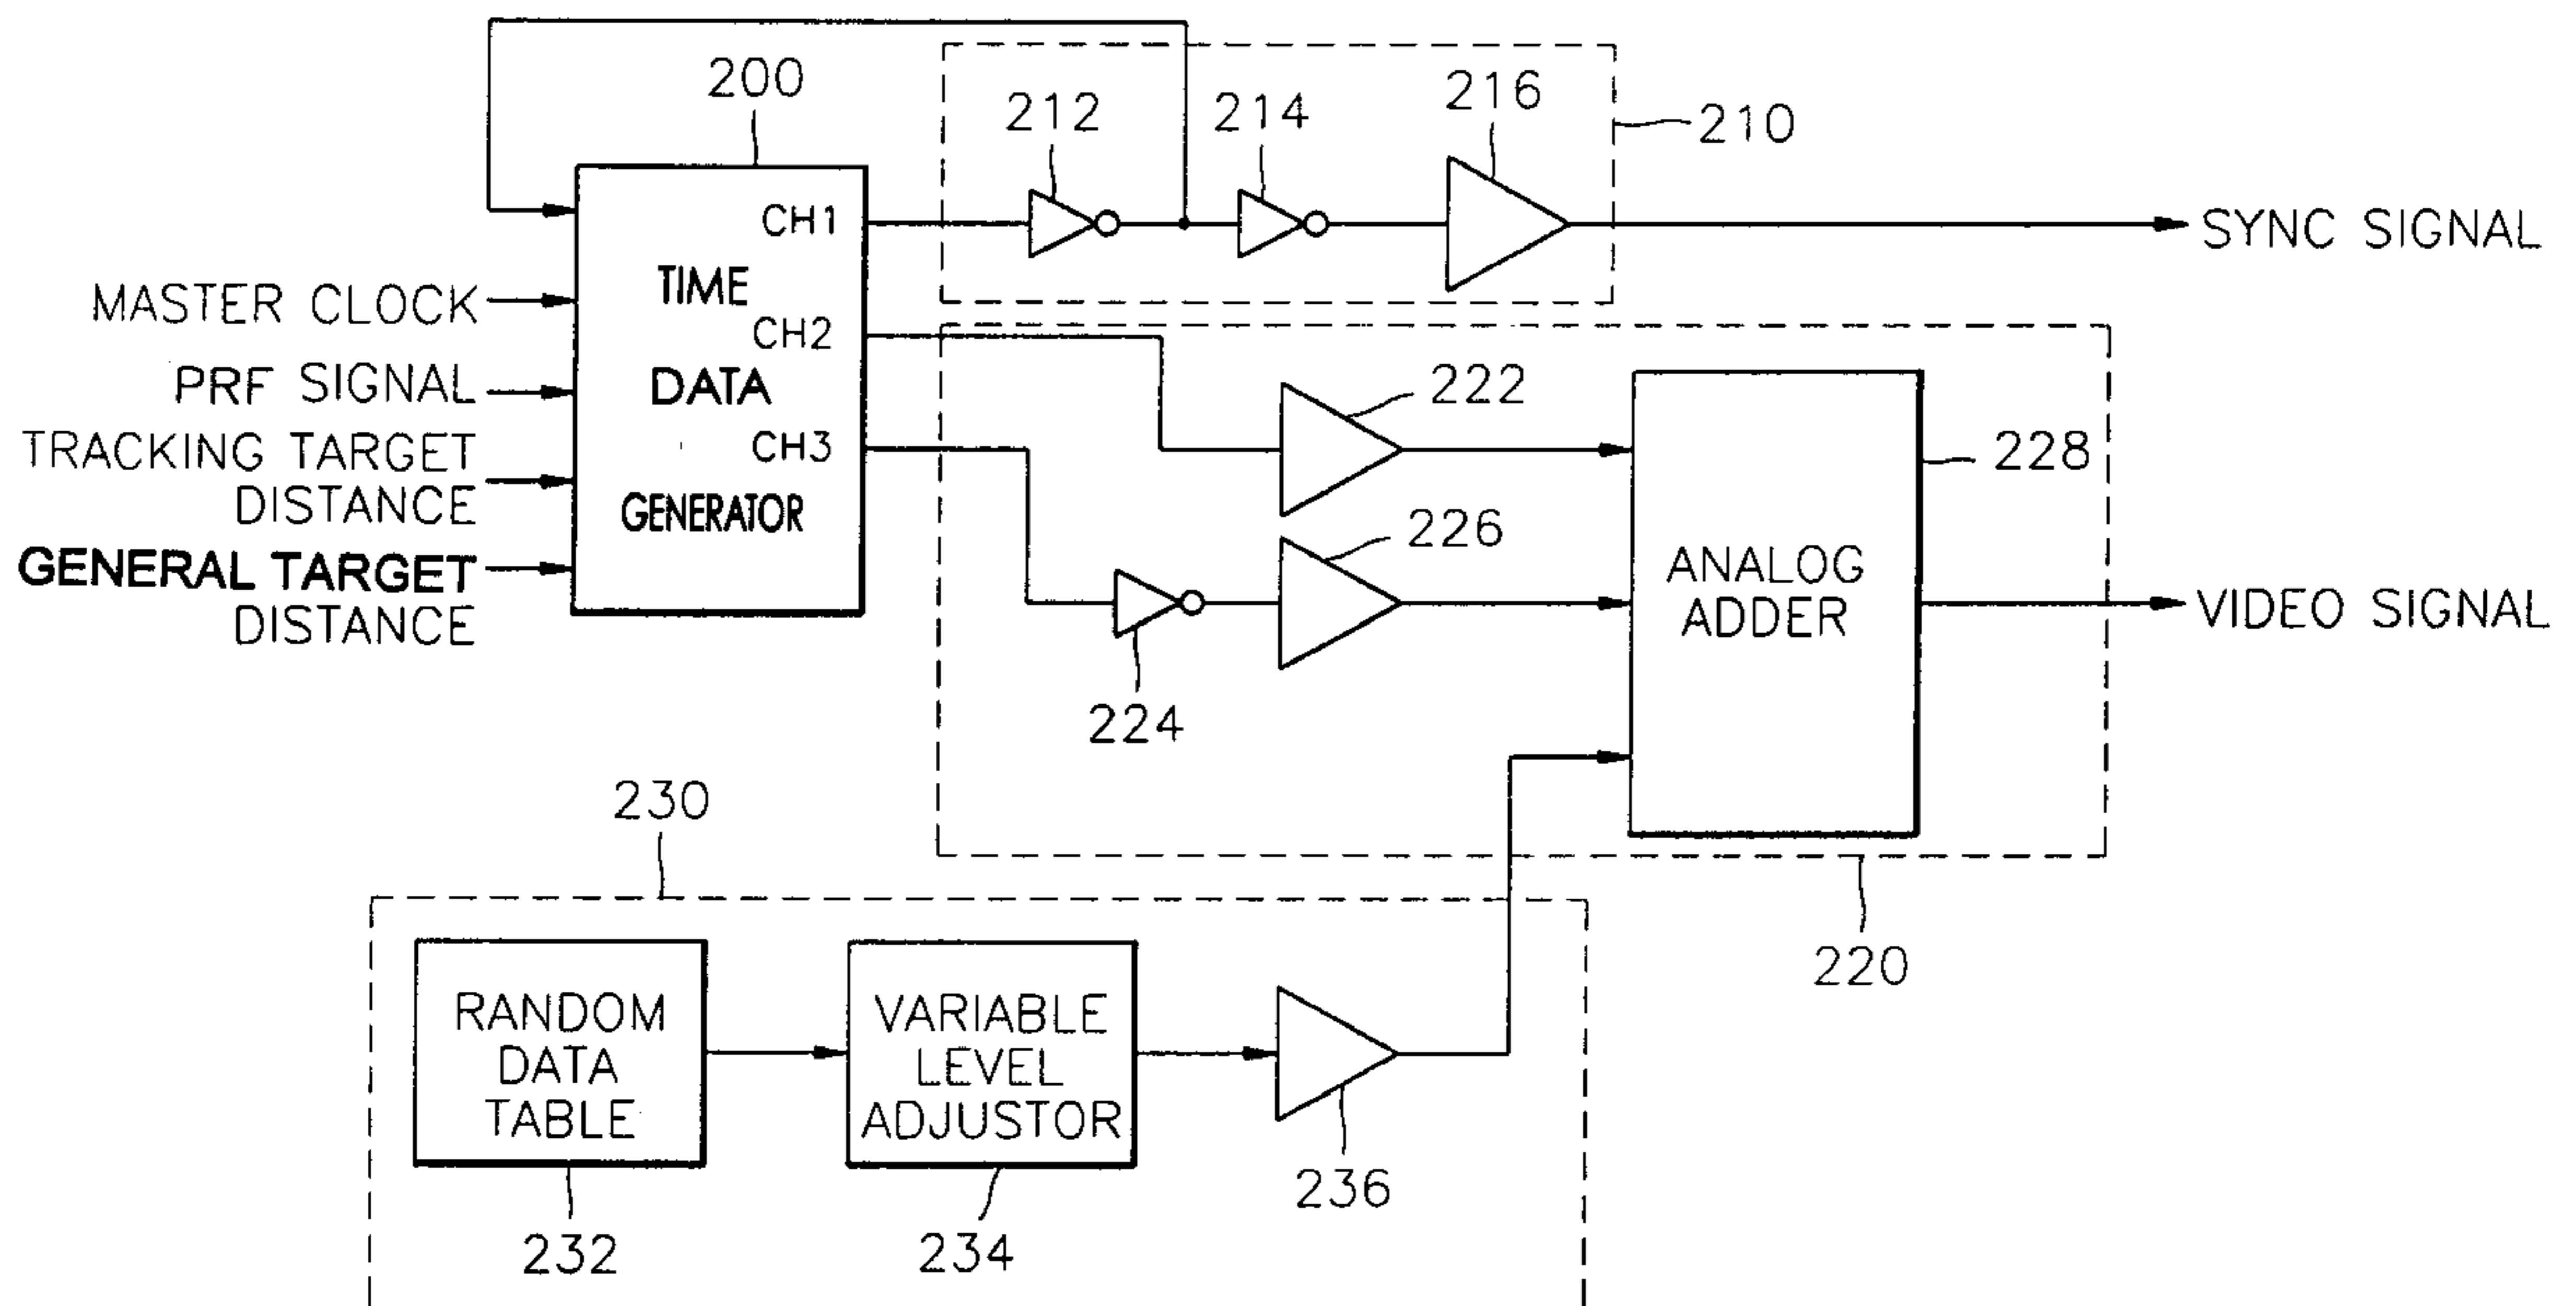 200
212
214
216
210
CH1
SYNC SIGNAL
TIME
MASTER CLOCK
CH2
PRF SIGNAL
DATA
222
TRACKING TARGET
DISTANCE
CH3
228
GENERATOR
226
GENERAL TARGET
DISTANCE
ANALOG
ADDER
VIDEO SIGNAL
224
230
220
RANDOM
DATA
TABLE
VARIABLE
LEVEL
ADJUSTOR
236
232
234